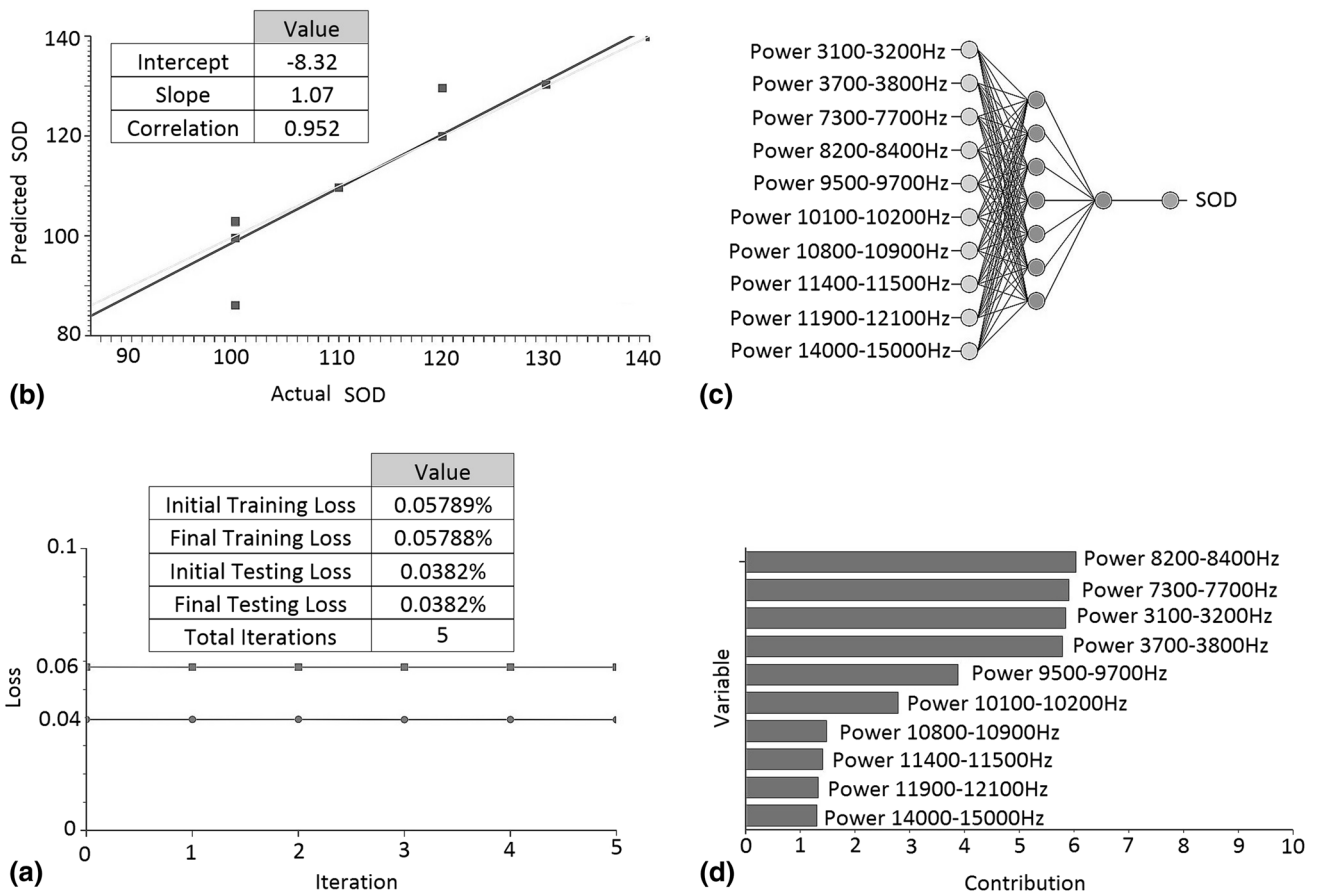 Value
Intercept -8.32
Slope 1.07
Correlation 0.952
140
120
100
80
Predicted SOD
90 100 110 120 130 140
Actual SOD
(b)
Power 3100-3200Hz
Power 3700-3800Hz
Power 7300-7700Hz
Power 8200-8400Hz
Power 9500-9700Hz
Power 10100-10200Hz
Power 10800-10900Hz
Power 11400-11500Hz
Power 11900-12100Hz
Power 14000-15000Hz
SOD
(c)
Value
Initial Training Loss 0.05789%
Final Training Loss 0.05788%
Initial Testing Loss 0.0382%
Final Testing Loss 0.0382%
Total Iterations 5
0.1
0.06
0.04
0
Loss
0 1 2 3 4 5
Iteration
(a)
Power 8200-8400Hz
Power 7300-7700Hz
Power 3100-3200Hz
Power 3700-3800Hz
Power 9500-9700Hz
Power 10100-10200Hz
Power 10800-10900Hz
Power 11400-11500Hz
Power 11900-12100Hz
Power 14000-15000Hz
Variable
0 1 2 3 4 5 6 7 8 9 10
Contribution
(d)